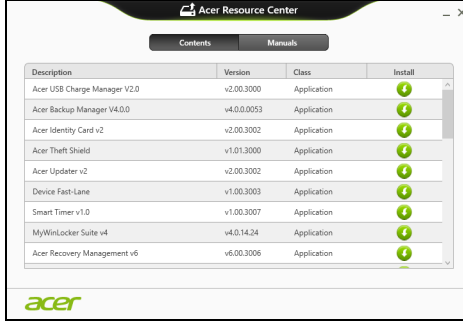 Acer Resource Center
Contents Manuals
Description Version Class Install
Acer USB Charge Manager V2.0 v2.00.3000 Application
Acer Backup Manager V4.0.0 v4.0.0.0053 Application
Acer Identity Card v2 v2.00.3002 Application
Acer Theft Shield v1.01.3000 Application
Acer Updater v2 v2.00.3002 Application
Device Fast-Lane v1.00.3003 Application
Smart Timer v1.0 v1.00.3007 Application
MyWinLocker Suite v4 v4.0.14.24 Application
Acer Recovery Management v6 v6.00.3006 Application
acer